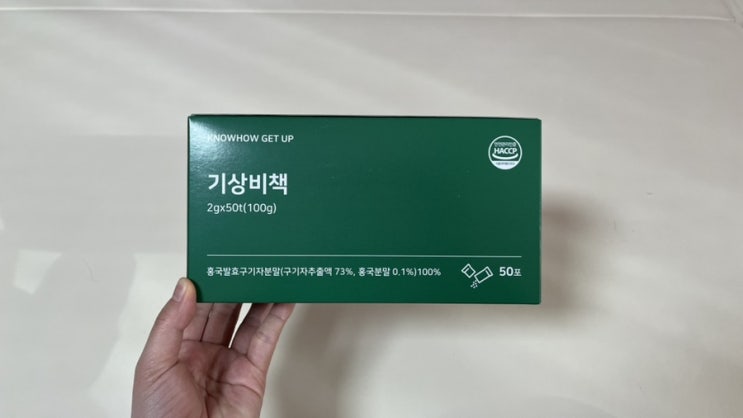 KNOWHOW GET UP
HACCP
기상비책
2gx50t(100g)
홍국발효구기자분말(구기자추출액 73%, 홍국분말 0.1%)100%
50포